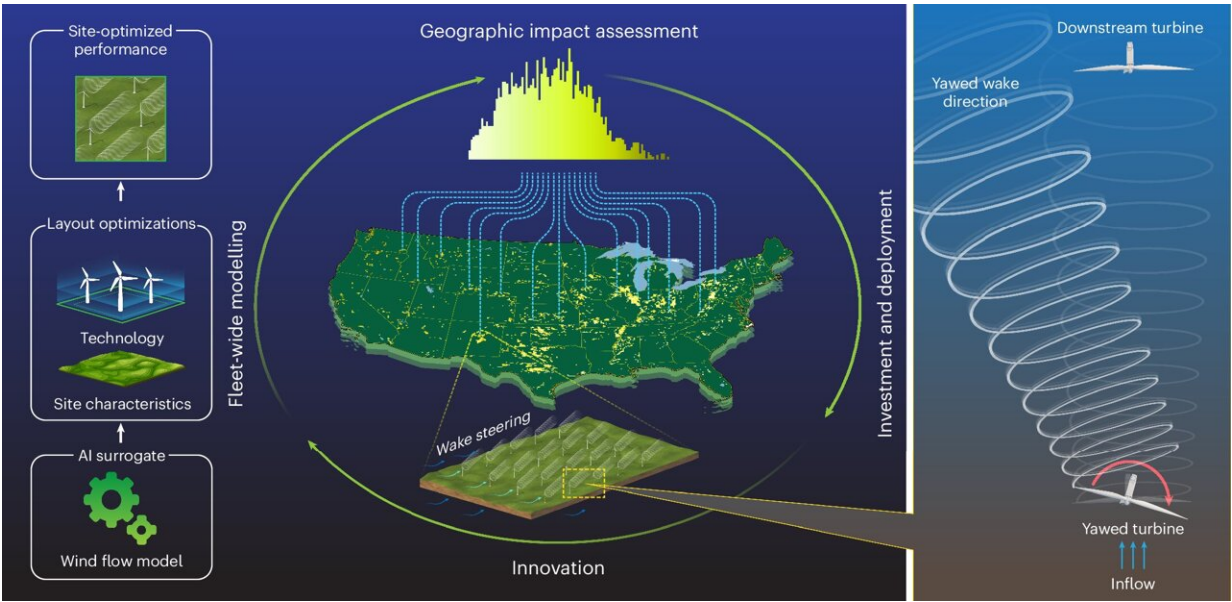 Site-optimized
performance
Layout optimizations
Technology
Site characteristics
AI surrogate
Wind flow model
Fleet-wide modelling
Geographic impact assessment
Investment and deployment
Wake steering
Innovation
Downstream turbine
Yawed wake
direction
Yawed turbine
Inflow